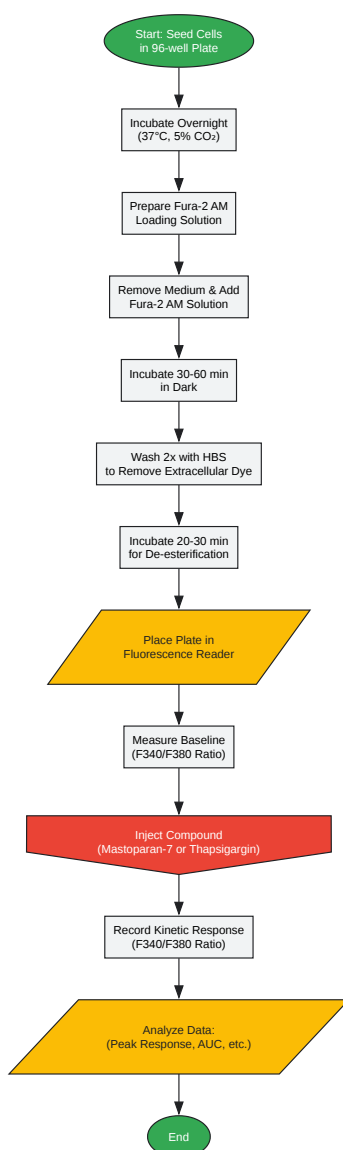 Start: Seed Cells
in 96-well Plate
Incubate Overnight
(37°C, 5% CO₂)
Prepare Fura-2 AM
Loading Solution
Remove Medium & Add
Fura-2 AM Solution
Incubate 30-60 min
in Dark
Wash 2x with HBS
to Remove Extracellular Dye
Incubate 20-30 min
for De-esterification
Place Plate in
Fluorescence Reader
Measure Baseline
(F340/F380 Ratio)
Inject Compound
(Mastoparan-7 or Thapsigargin)
Record Kinetic Response
(F340/F380 Ratio)
Analyze Data:
(Peak Response, AUC, etc.)
End